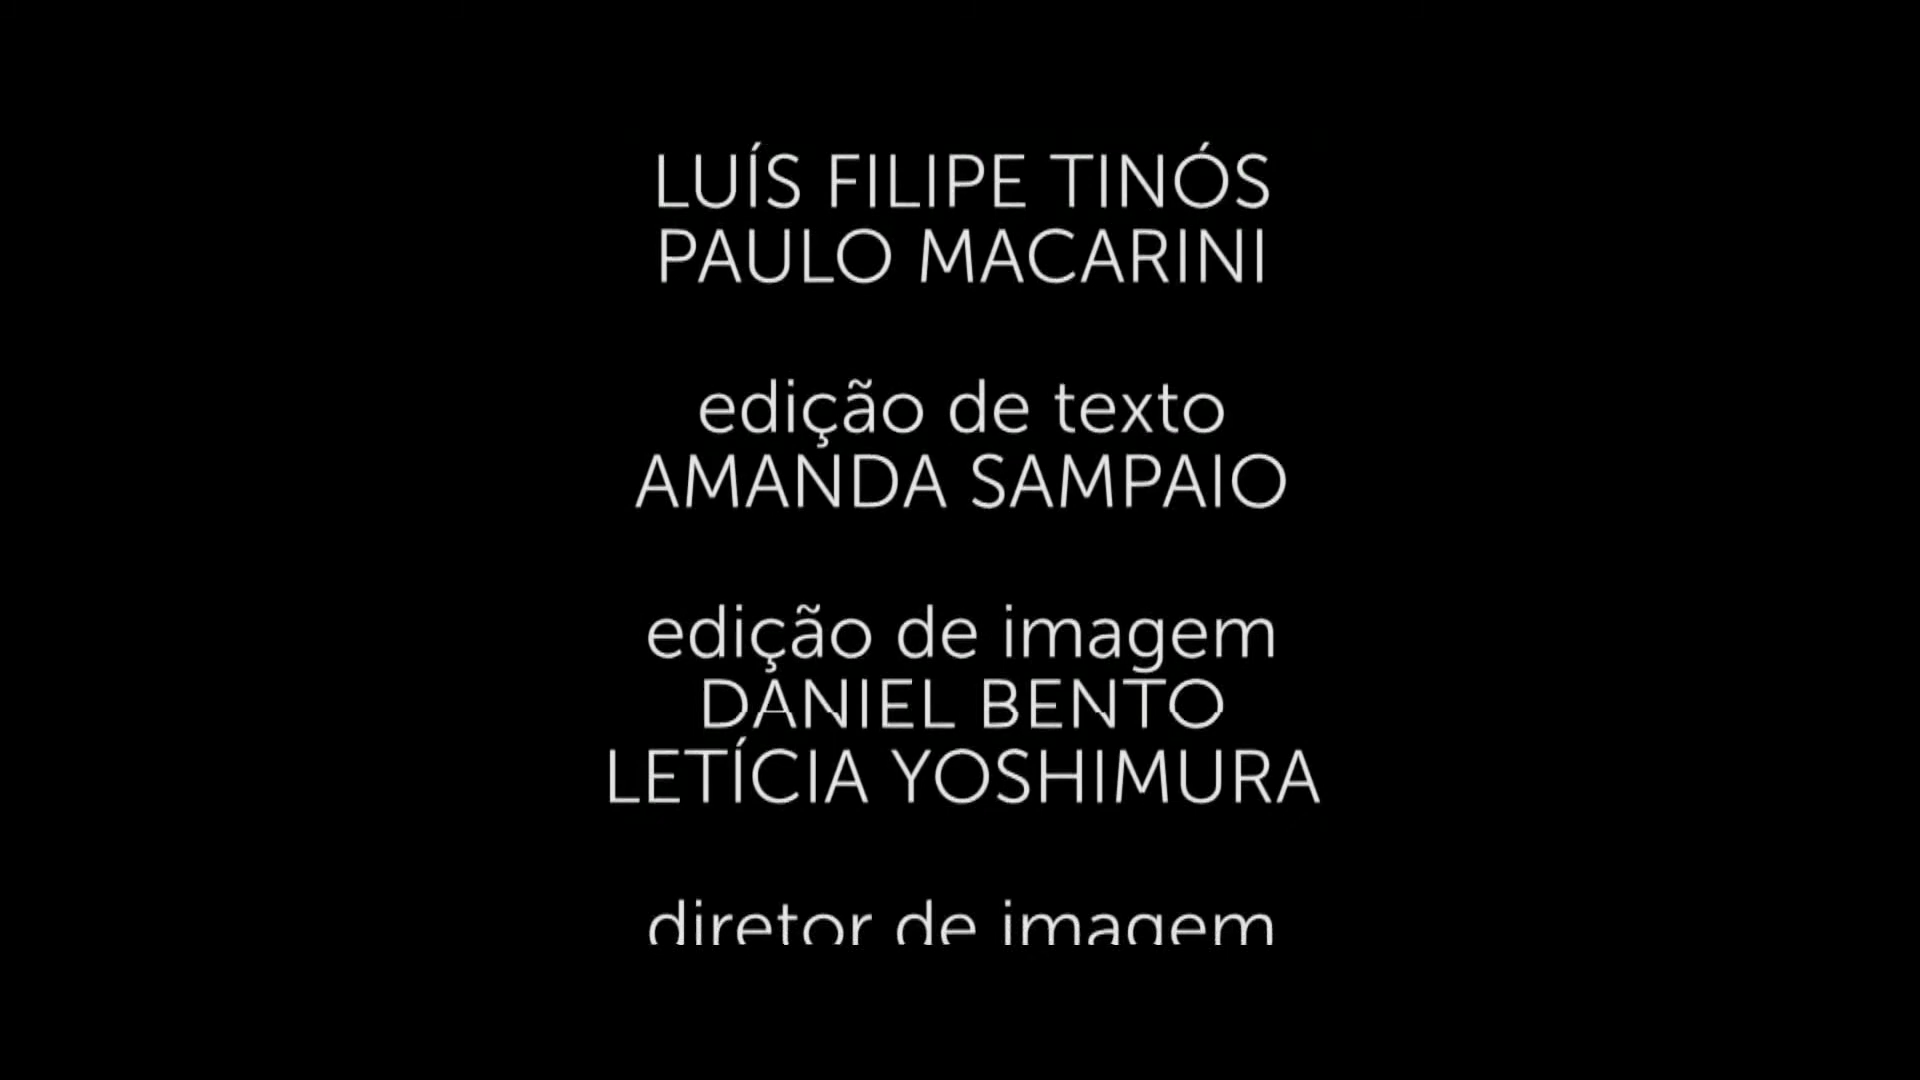 LUÍS FILIPE TINÓS
PAULO MACARINI
edição de texto
AMANDA SAMPAIO
edição de imagem
DANIEL BENTO
LETÍCIA YOSHIMURA
diretor de imagem